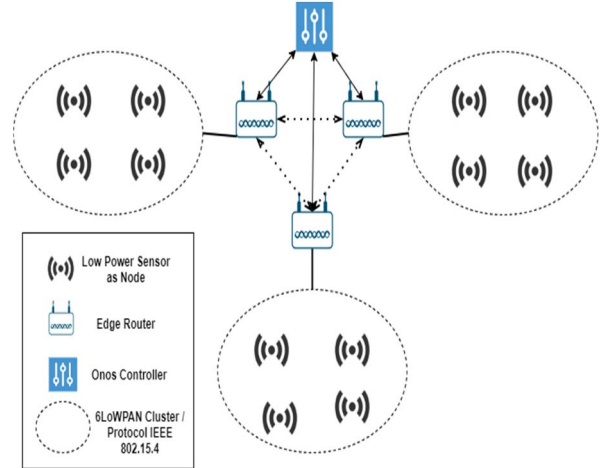 Low Power Sensor
as Node
Edge Router
Onos Controller
6LoWPAN Cluster /
Protocol IEEE
802.15.4